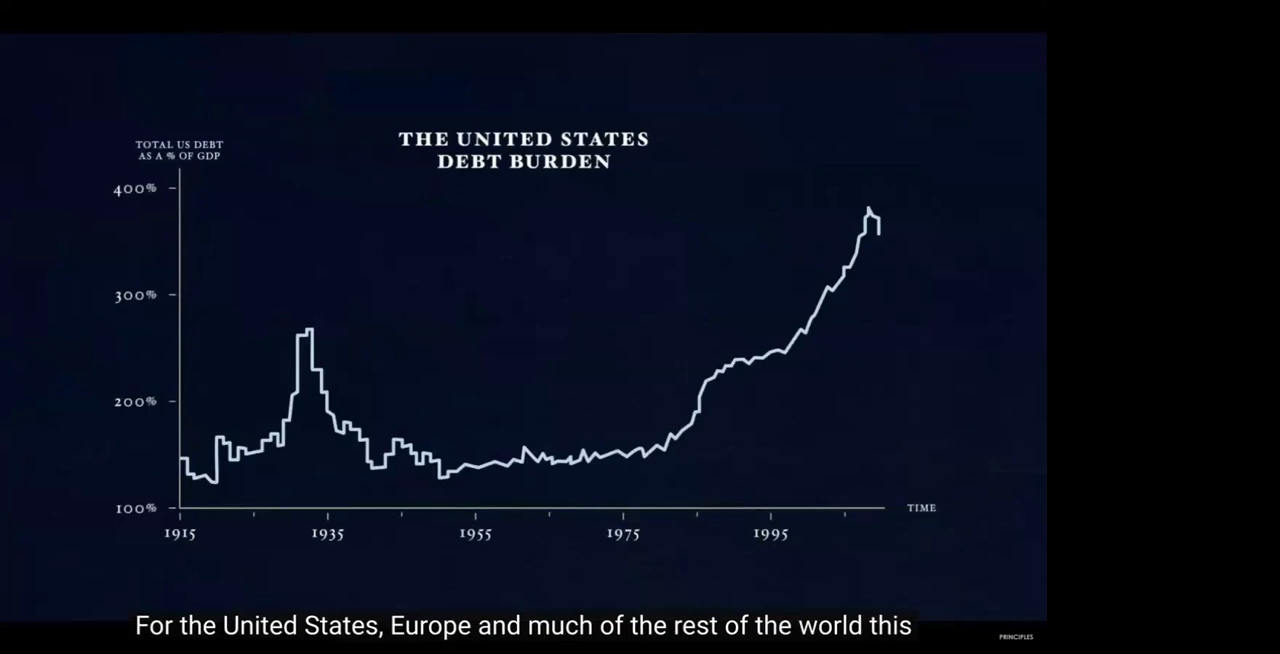 THE UNITED STATES
DEBT BURDEN
TOTAL US DEBT
AS A % OF GDP
400%
300%
200%
100%
TIME
1915
1935
1955
1975
1995
For the United States, Europe and much of the rest of the world this
PRINCIPLES